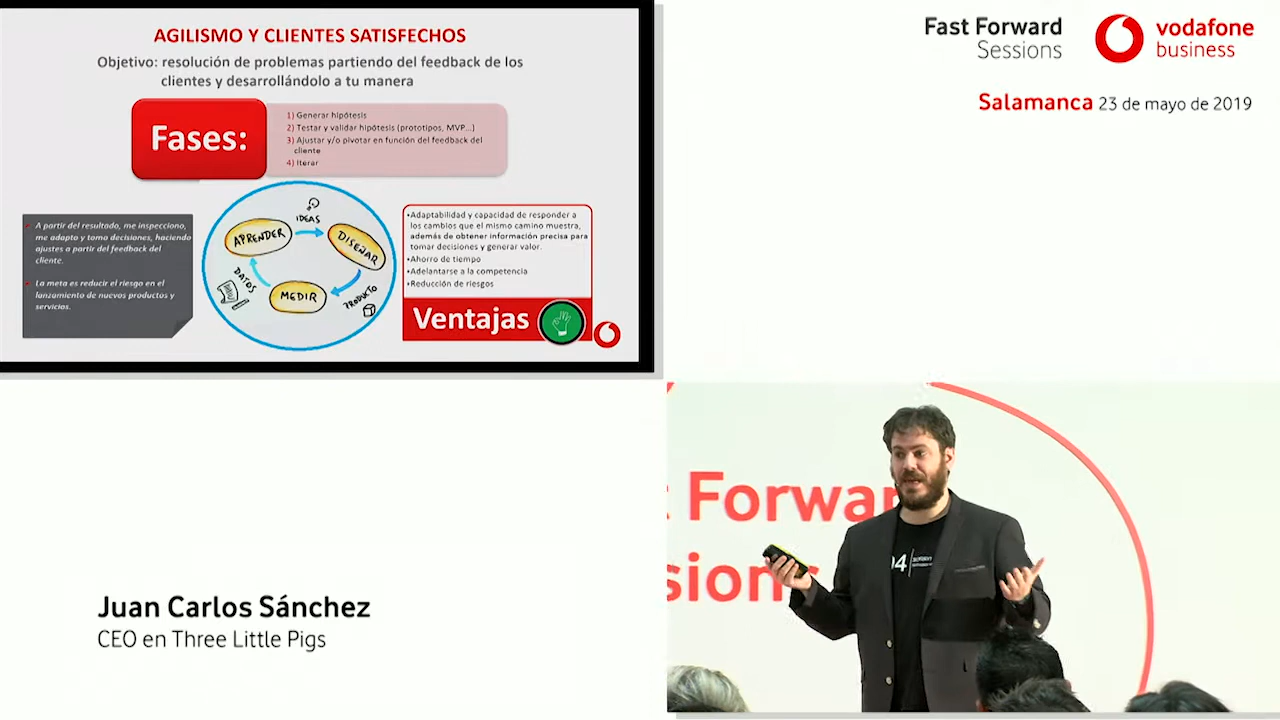 AGILISMO Y CLIENTES SATISFECHOS
Objetivo: resolución de problemas partiendo del feedback de los
clientes y desarrollándolo a tu manera
Fases:
1) Generar hipótesis
2) Testar y validar hipótesis (prototipos, MVP...)
3) Ajustar y/o pivotar en función del feedback del
cliente
4) Iterar
A partir del resultado, me inspecciono,
me adapto y tomo decisiones, haciendo
ajustes a partir del feedback del
cliente.
La meta es reducir el riesgo en el
lanzamiento de nuevos productos y
servicios.
IDEAS
APRENDER
DISEÑAR
DATOS
MEDIR
PRODUCTO
•Adaptabilidad y capacidad de responder a
los cambios que el mismo camino muestra,
además de obtener información precisa para
tomar decisiones y generar valor.
•Ahorro de tiempo
•Adelantarse a la competencia
•Reducción de riesgos
Ventajas
Fast Forward
Sessions
vodafone
business
Salamanca 23 de mayo de 2019
Juan Carlos Sánchez
CEO en Three Little Pigs
t Forwar
sions
04